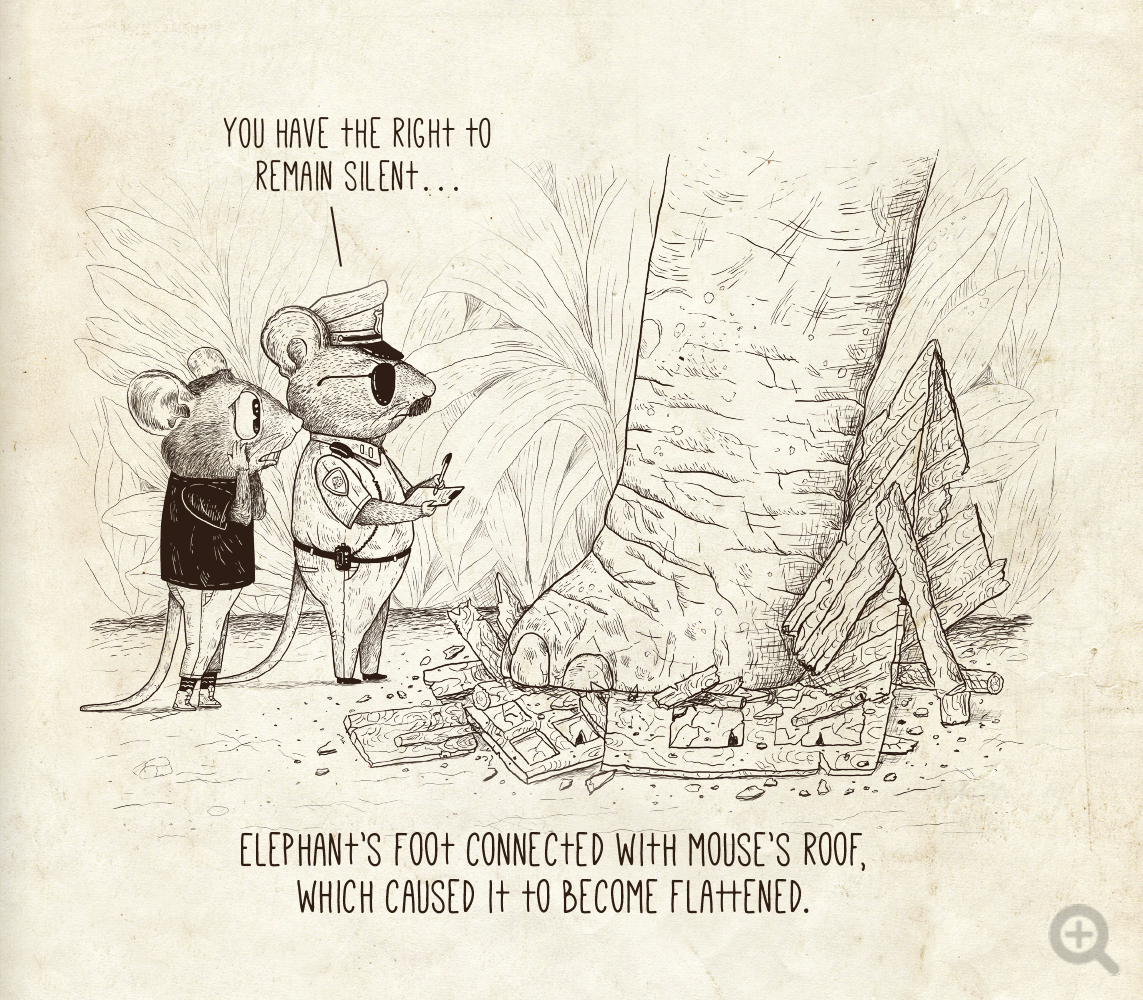 YOU HAVE THE RIGHT TO
REMAIN SILENT...
ELEPHANT'S FOOT CONNECTED WITH MOUSE'S ROOF,
WHICH CAUSED IT TO BECOME FLATTENED.